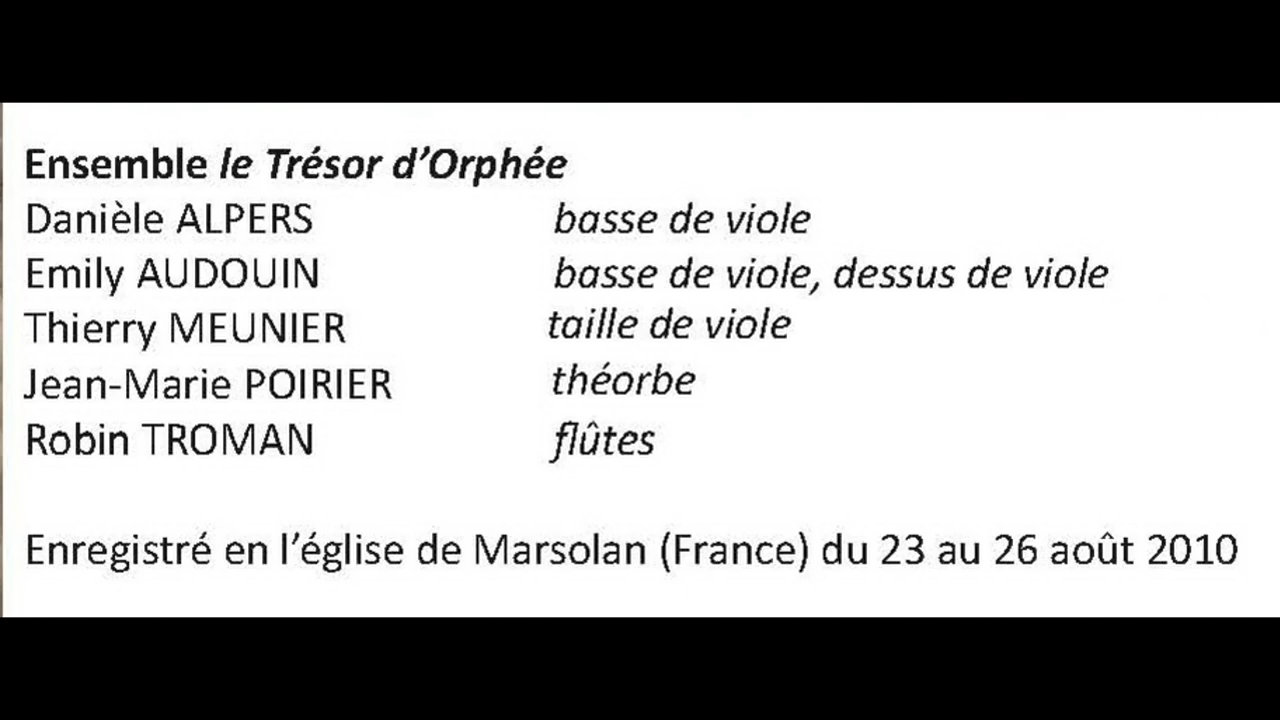 Ensemble le Trésor d’Orphée
Danièle ALPERS basse de viole
Emily AUDOUIN basse de viole, dessus de viole
Thierry MEUNIER taille de viole
Jean-Marie POIRIER théorbe
Robin TROMAN flûtes
Enregistré en l’église de Marsolan (France) du 23 au 26 août 2010